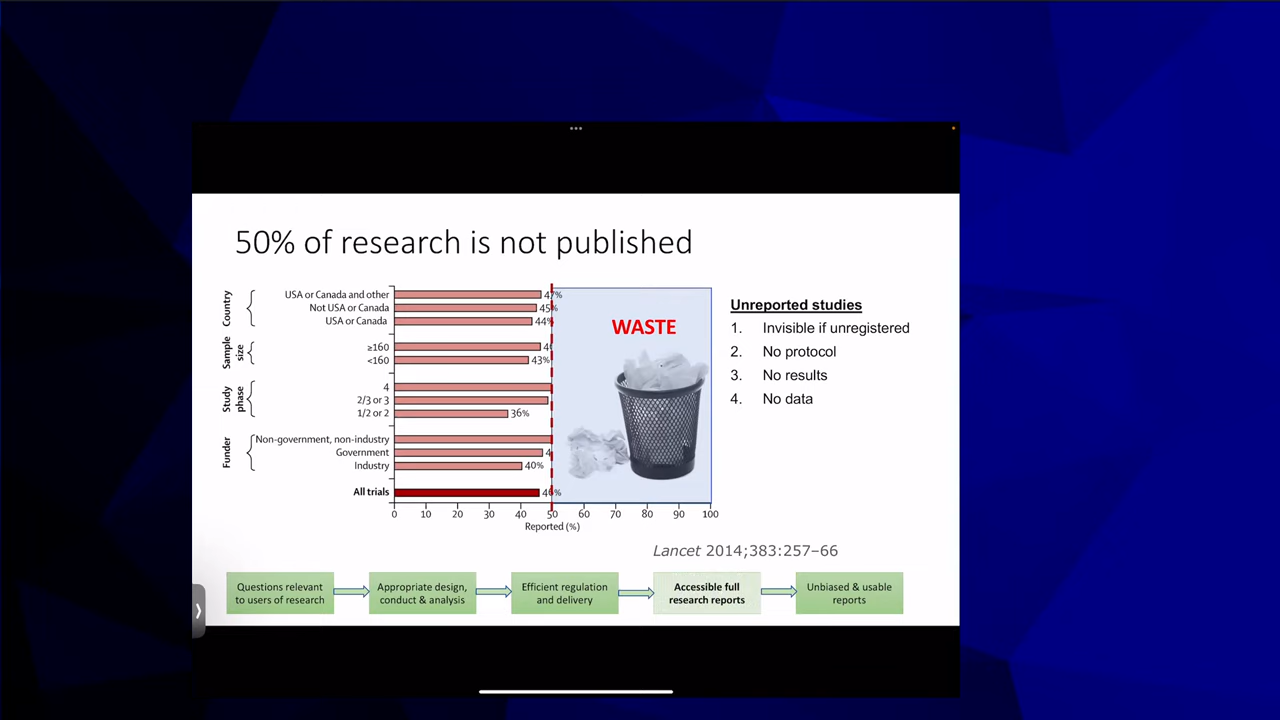 50% of research is not published
Country
USA or Canada and other
47%
Not USA or Canada
45%
USA or Canada
44%
Sample
size
≥160
<160
43%
Study
phase
4
2/3 or 3
1/2 or 2
36%
Funder
Non-government, non-industry
Government
4
Industry
40%
All trials
46%
0 10 20 30 40 50 60 70 80 90 100
Reported (%)
WASTE
Unreported studies
1. Invisible if unregistered
2. No protocol
3. No results
4. No data
Lancet 2014;383:257–66
Questions relevant
to users of research
Appropriate design,
conduct & analysis
Efficient regulation
and delivery
Accessible full
research reports
Unbiased & usable
reports